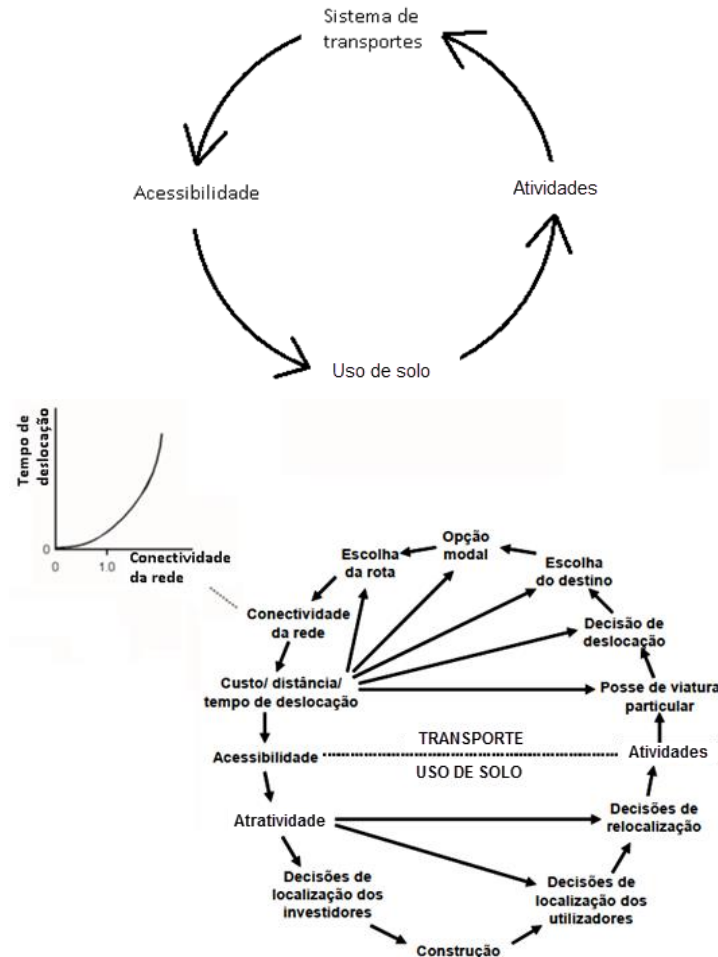 Sistema de
transportes
Acessibilidade
Atividades
Uso de solo
Tempo de
deslocação
0
0
1.0
Conectividade
da rede
Opção
modal
Escolha
da rota
Escolha
do destino
Conectividade
da rede
Decisão de
deslocação
Custo/ distância/
tempo de deslocação
Posse de viatura
particular
TRANSPORTE
Acessibilidade
Atividades
USO DE SOLO
Atratividade
Decisões de
relocalização
Decisões de
localização dos
investidores
Decisões de
localização dos
utilizadores
Construção